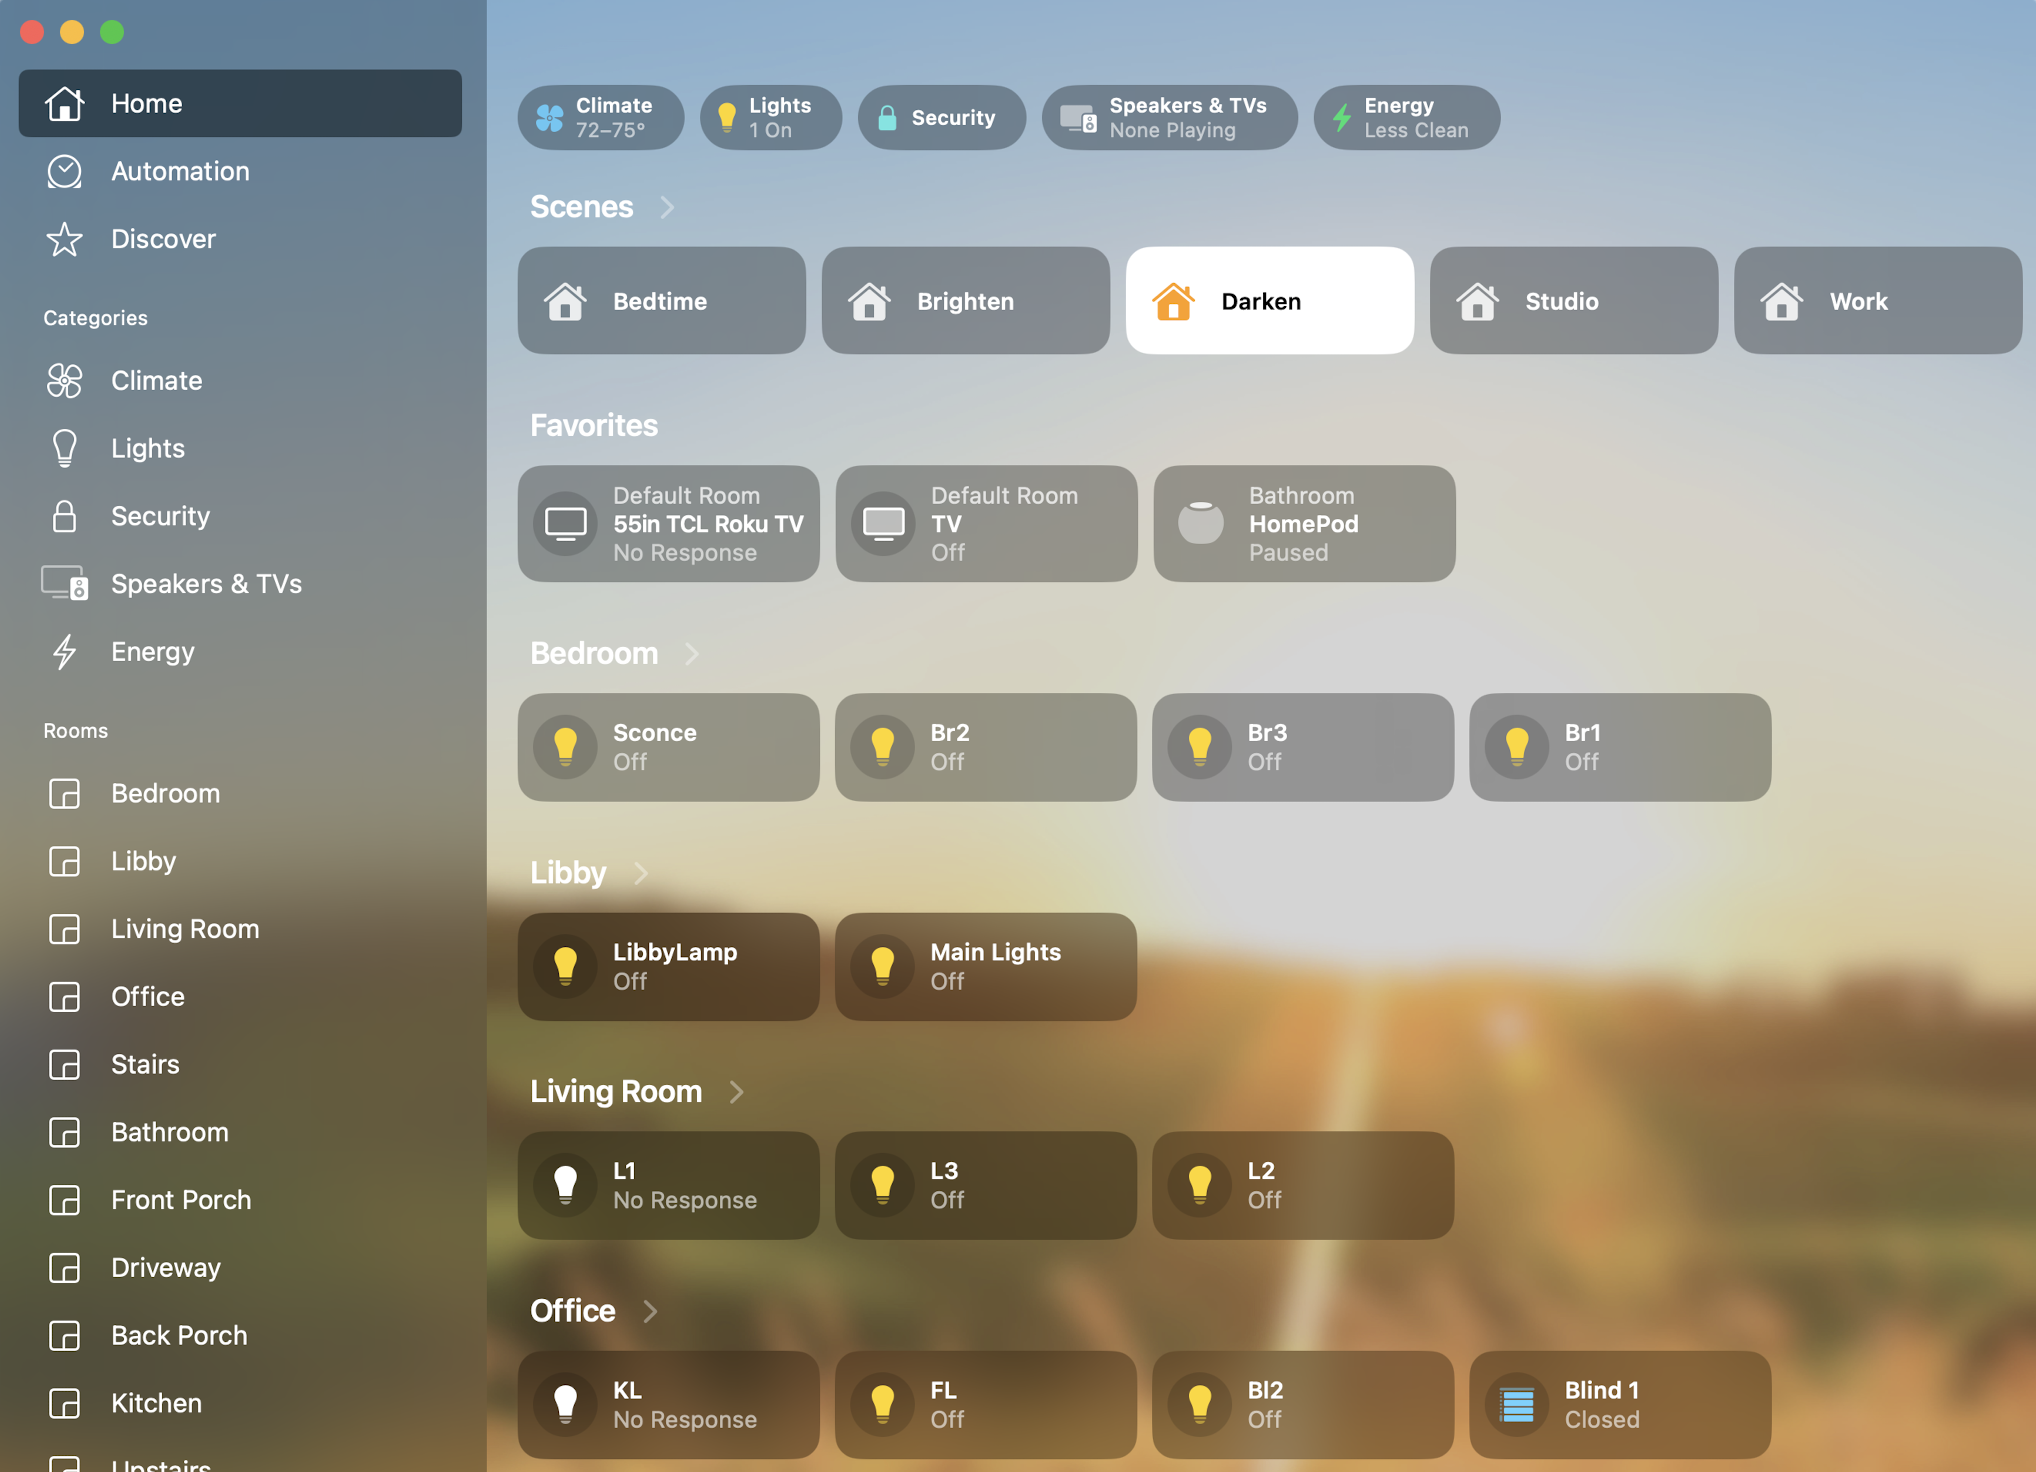 Home
Automation
Discover
Categories
Climate
Lights
Security
Speakers & TVs
Energy
Rooms
Bedroom
Libby
Living Room
Office
Stairs
Bathroom
Front Porch
Driveway
Back Porch
Kitchen
Upstairs
Climate
72–75°
Lights
1 On
Security
Speakers & TVs
None Playing
Energy
Less Clean
Scenes
Bedtime
Brighten
Darken
Studio
Work
Favorites
Default Room
55in TCL Roku TV
No Response
Default Room
TV
Off
Bathroom
HomePod
Paused
Bedroom
Sconce
Off
Br2
Off
Br3
Off
Br1
Off
Libby
LibbyLamp
Off
Main Lights
Off
Living Room
L1
No Response
L3
Off
L2
Off
Office
KL
No Response
FL
Off
Bl2
Off
Blind 1
Closed